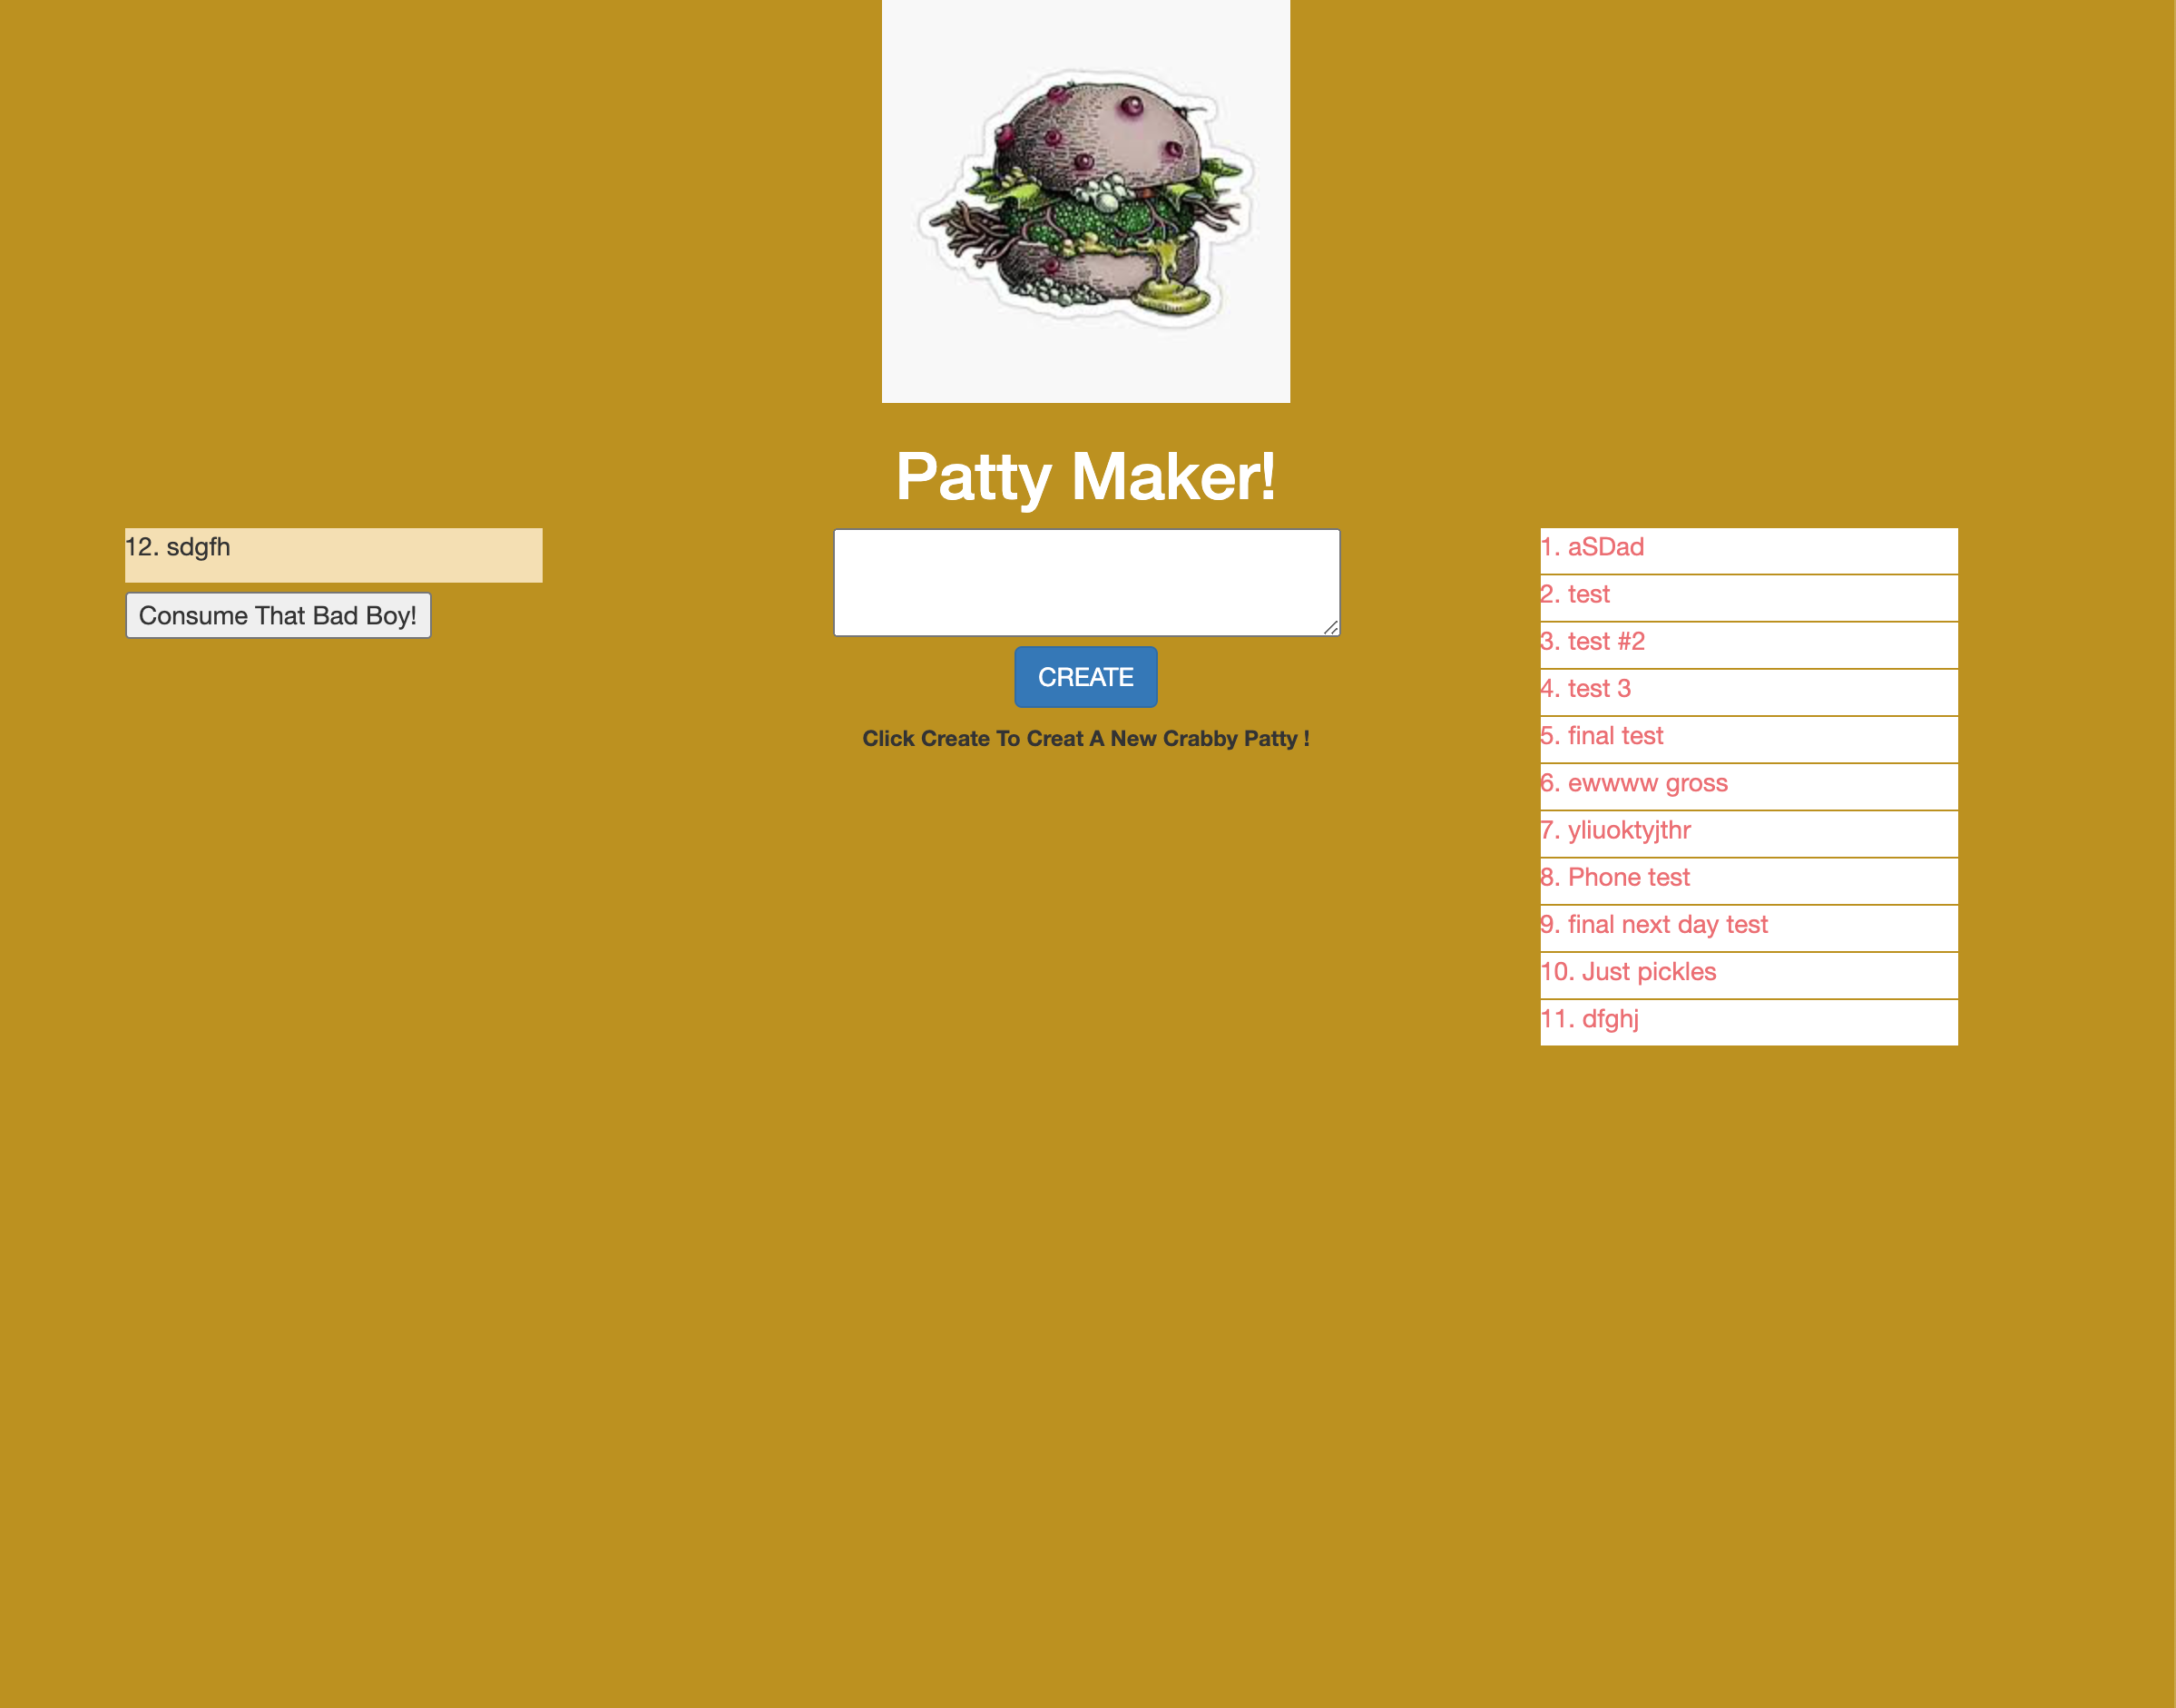 Patty Maker!
12. sdgfh
Consume That Bad Boy!
CREATE
Click Create To Creat A New Crabby Patty !
1. aSDad
2. test
3. test #2
4. test 3
5. final test
6. ewwww gross
7. yliuoktyjthr
8. Phone test
9. final next day test
10. Just pickles
11. dfghj